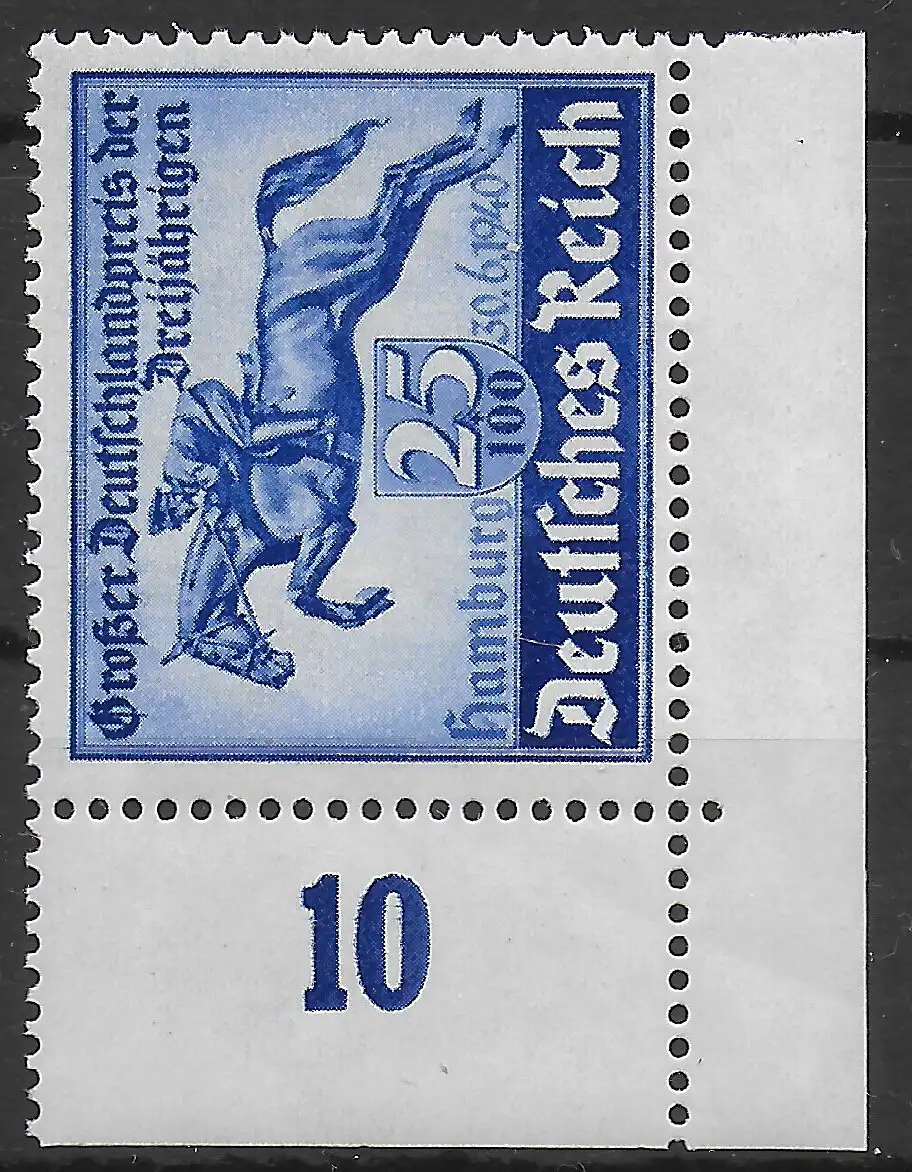 Großer Deutschlandpreis der
Dreijährigen
25
100
Hamburg 30.6.1940
Deutsches Reich
10